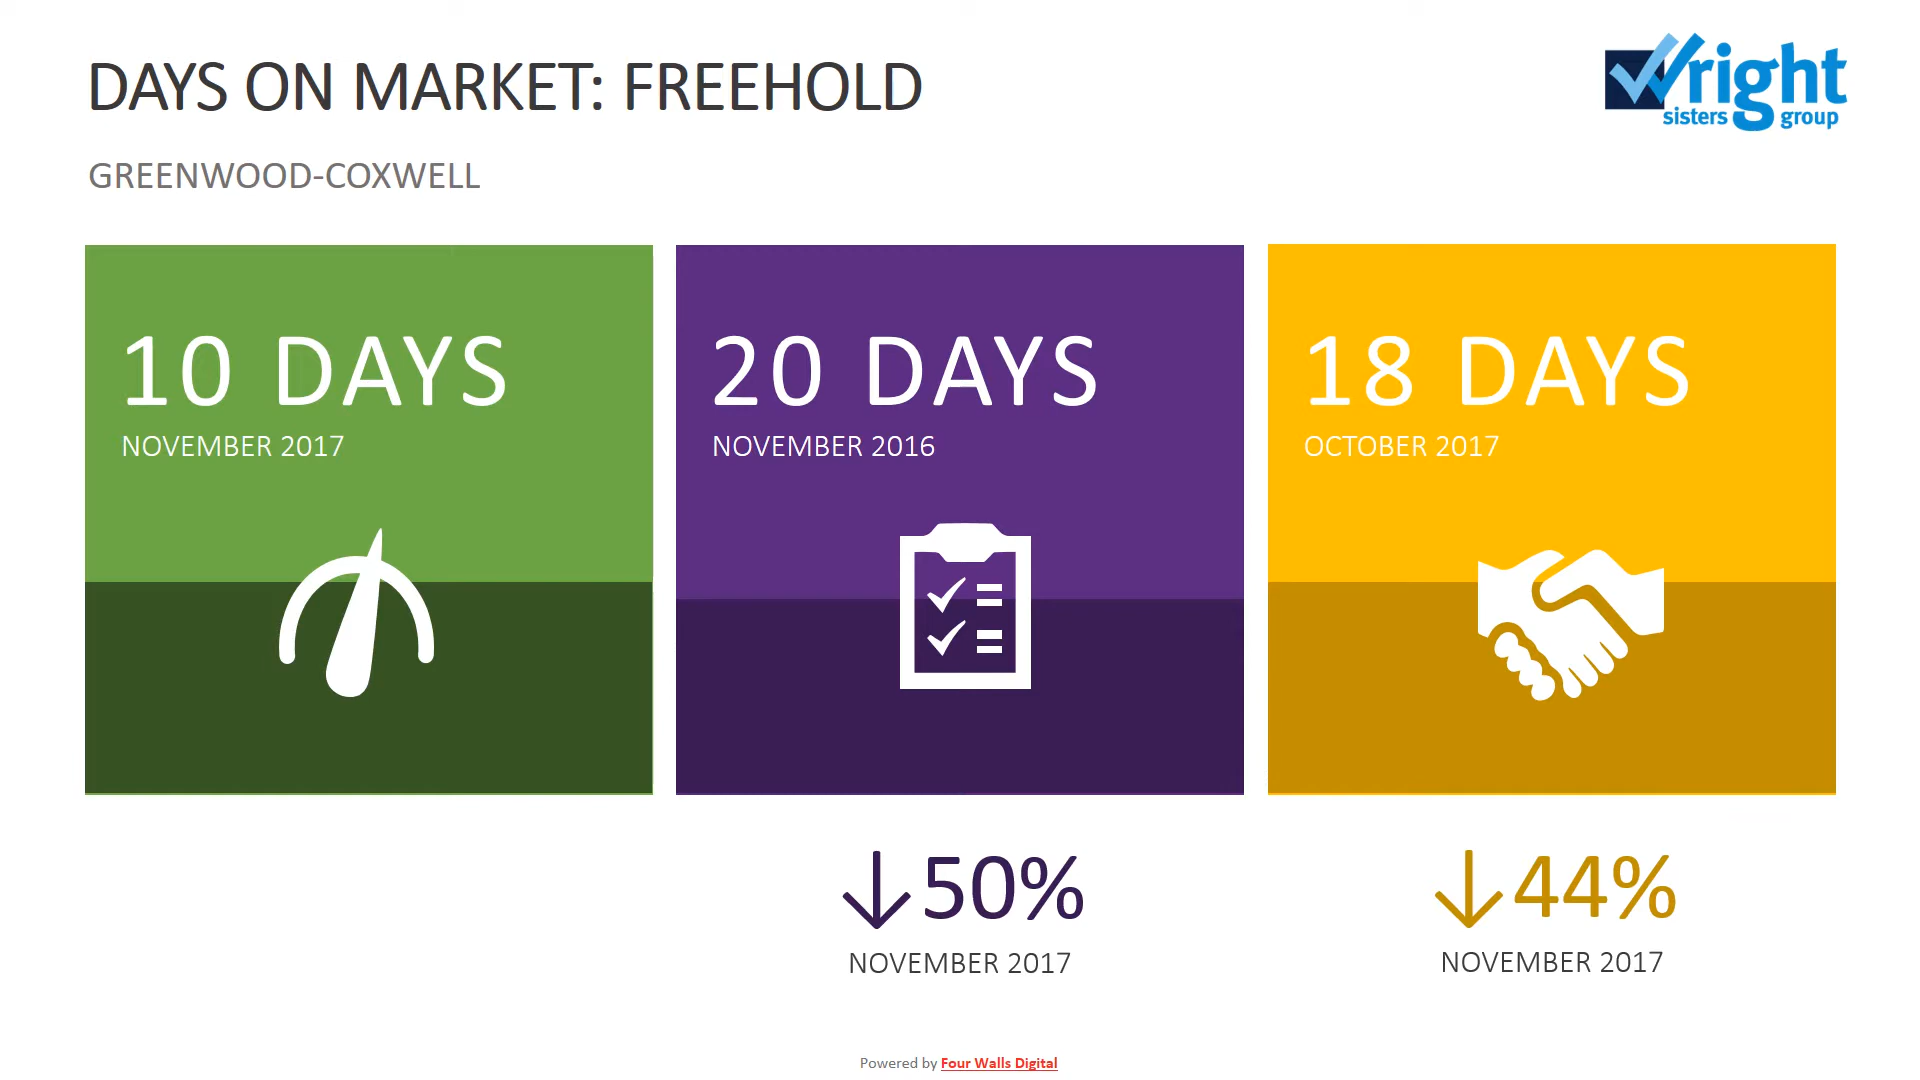 DAYS ON MARKET: FREEHOLD
Wright
sisters group
GREENWOOD-COXWELL
10 DAYS
NOVEMBER 2017
20 DAYS
NOVEMBER 2016
18 DAYS
OCTOBER 2017
↓50%
NOVEMBER 2017
↓44%
NOVEMBER 2017
Powered by Four Walls Digital